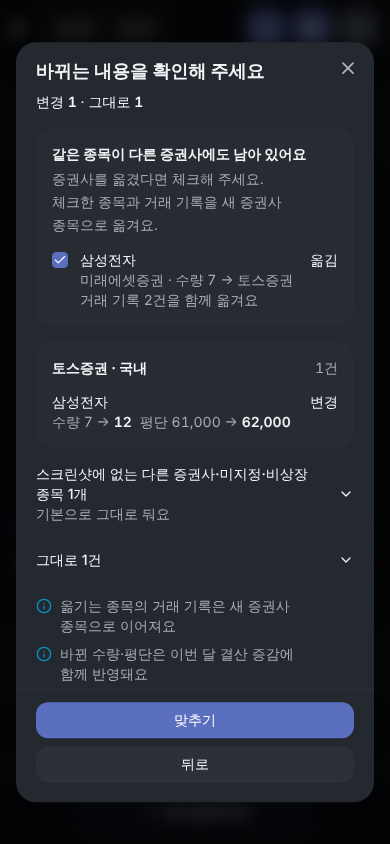 바뀌는 내용을 확인해 주세요
변경 1 · 그대로 1
같은 종목이 다른 증권사에도 남아 있어요
증권사를 옮겼다면 체크해 주세요.
체크한 종목과 거래 기록을 새 증권사
종목으로 옮겨요.
삼성전자 옮김
미래에셋증권 · 수량 7 → 토스증권
거래 기록 2건을 함께 옮겨요
토스증권 · 국내 1건
삼성전자 변경
수량 7 → 12 평단 61,000 → 62,000
스크린샷에 없는 다른 증권사·미지정·비상장
종목 1개
기본으로 그대로 둬요
그대로 1건
옮기는 종목의 거래 기록은 새 증권사
종목으로 이어져요
바뀐 수량·평단은 이번 달 결산 증감에
함께 반영돼요
맞추기
뒤로